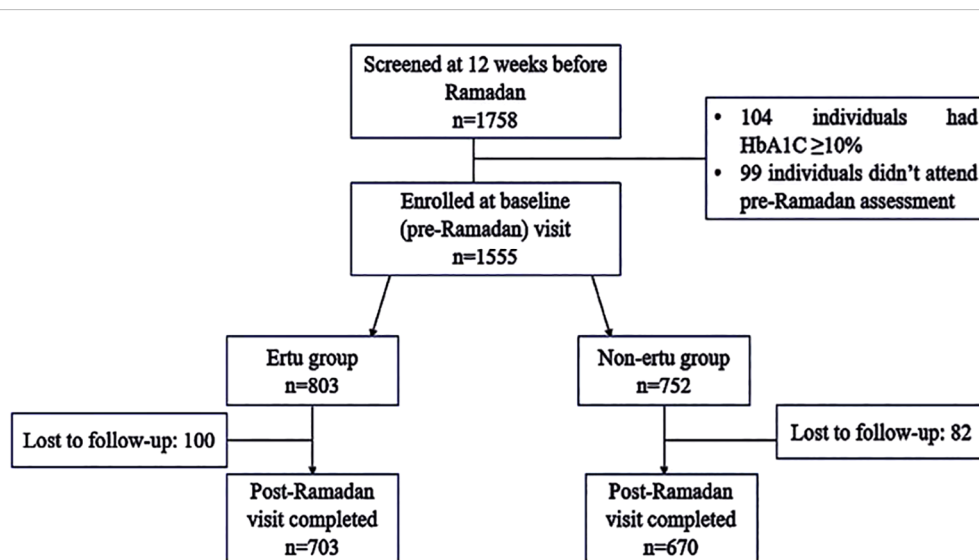 Screened at 12 weeks before
Ramadan
n=1758
• 104 individuals had
HbA1C ≥10%
• 99 individuals didn't attend
pre-Ramadan assessment
Enrolled at baseline
(pre-Ramadan) visit
n=1555
Ertu group
n=803
Non-ertu group
n=752
Lost to follow-up: 100
Lost to follow-up: 82
Post-Ramadan
visit completed
n=703
Post-Ramadan
visit completed
n=670